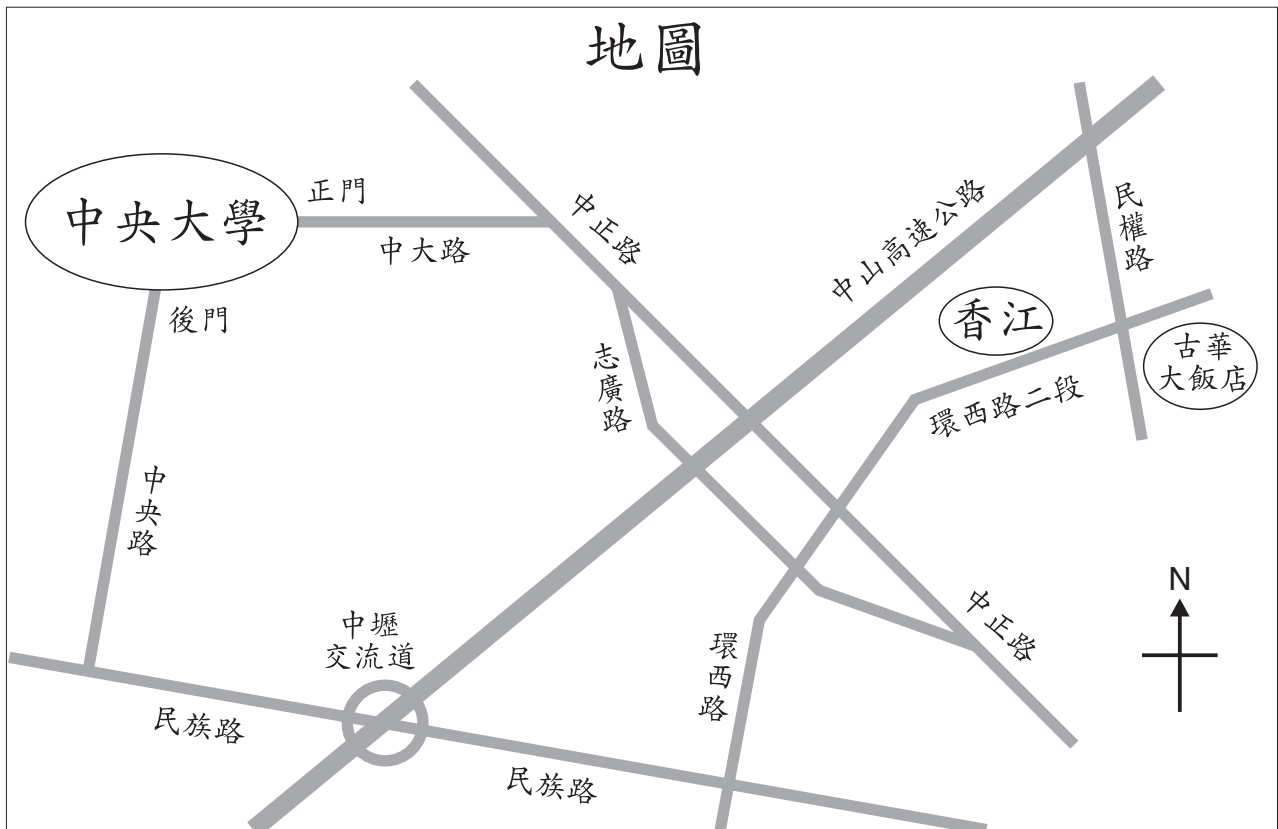 地圖
中央大學
正門
中大路
後門
中正路
中山高速公路
民權路
香江
古華
大飯店
環西路二段
志廣路
中央路
中壢
交流道
環西路
中正路
N
民族路
民族路